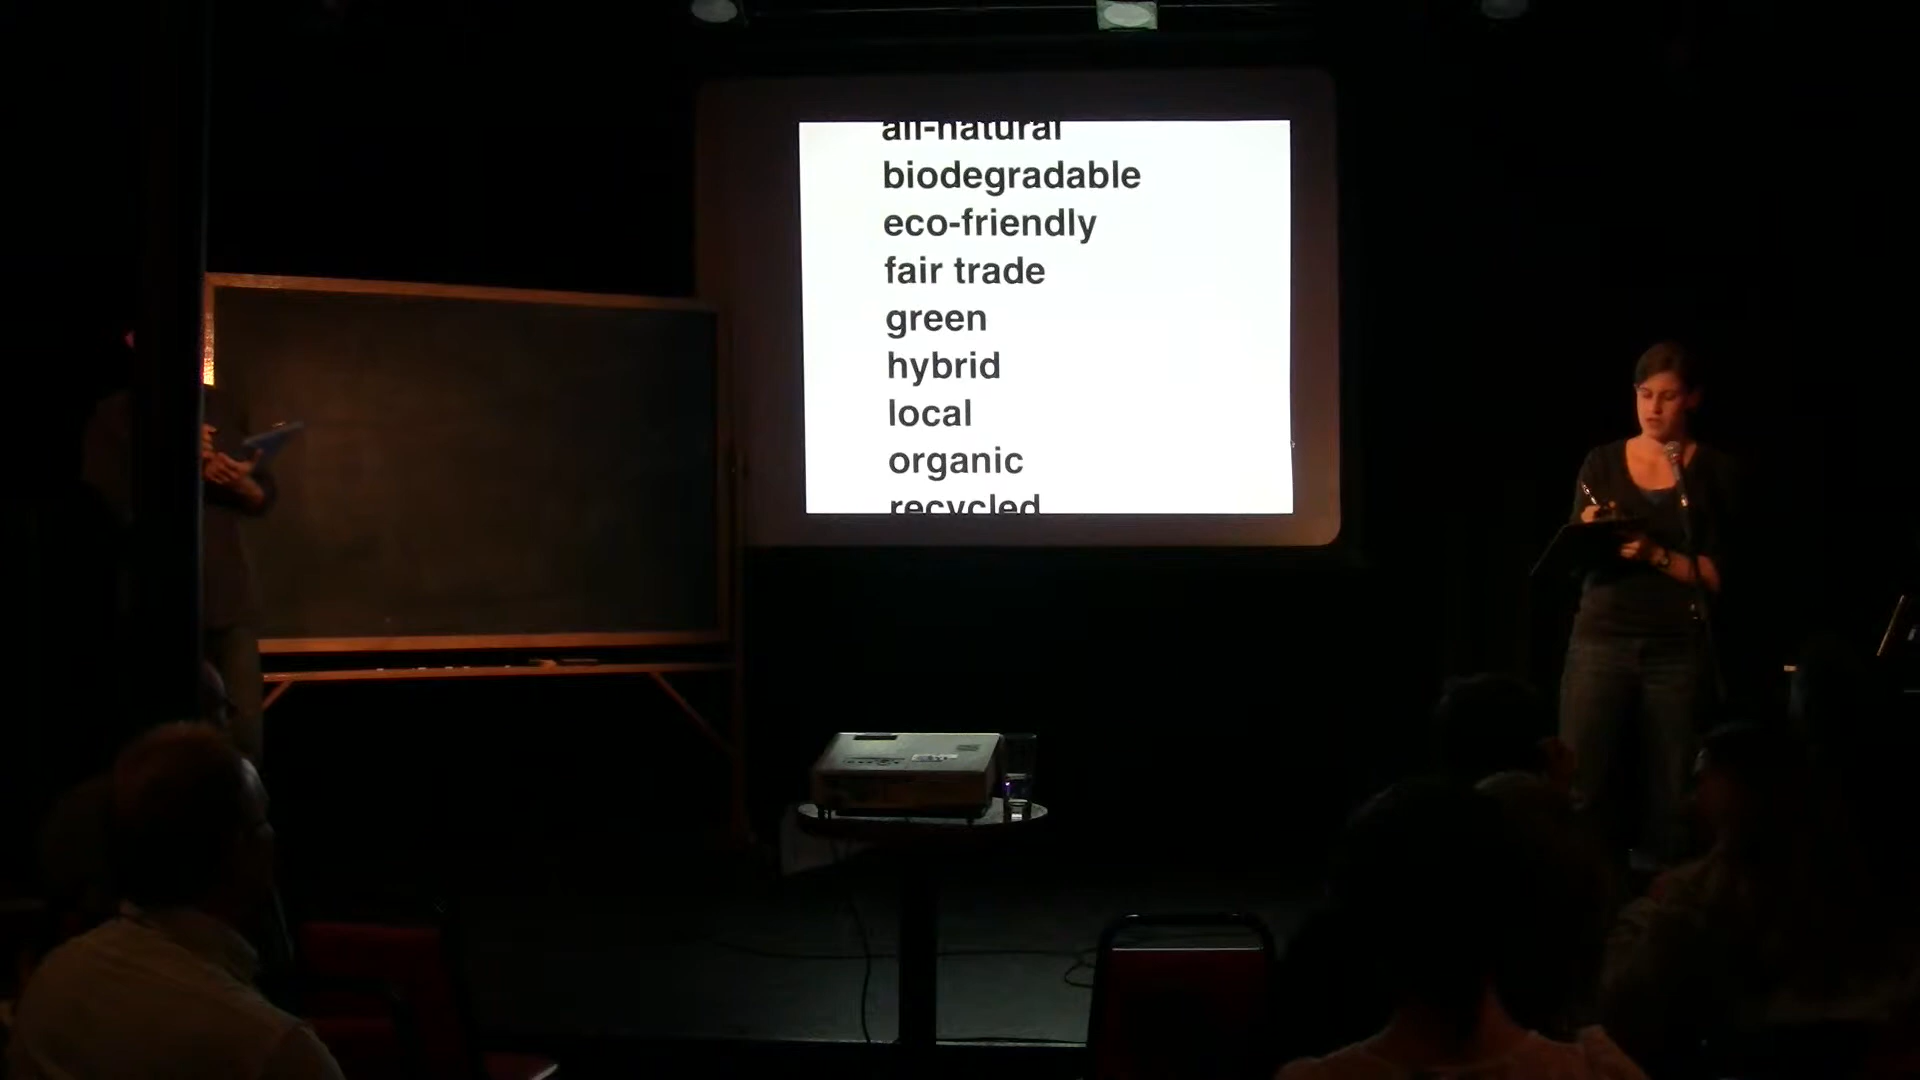 all-natural
biodegradable
eco-friendly
fair trade
green
hybrid
local
organic
recycled